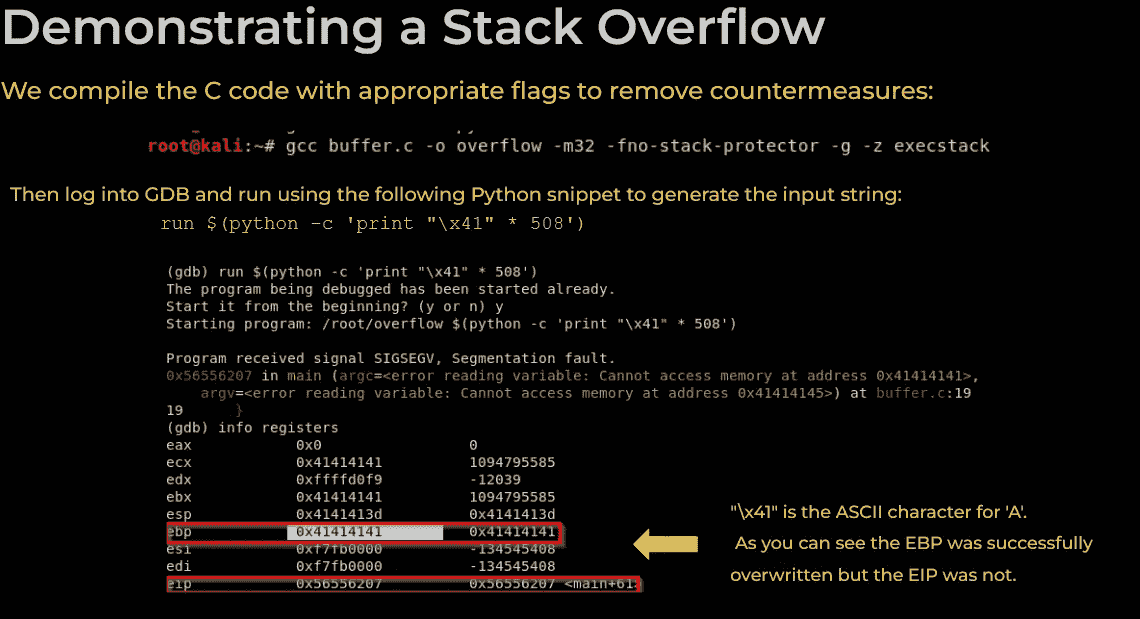 Demonstrating a Stack Overflow
We compile the C code with appropriate flags to remove countermeasures:
root@kali:~# gcc buffer.c -o overflow -m32 -fno-stack-protector -g -z execstack
Then log into GDB and run using the following Python snippet to generate the input string:
run $(python -c 'print "\x41" * 508')
(gdb) run $(python -c 'print "\x41" * 508')
The program being debugged has been started already.
Start it from the beginning? (y or n) y
Starting program: /root/overflow $(python -c 'print "\x41" * 508')
Program received signal SIGSEGV, Segmentation fault.
0x56556207 in main (argc=<error reading variable: Cannot access memory at address 0x41414141>,
argv=<error reading variable: Cannot access memory at address 0x41414145>) at buffer.c:19
19 }
(gdb) info registers
eax 0x0 0
ecx 0x41414141 1094795585
edx 0xffffd0f9 -12039
ebx 0x41414141 1094795585
esp 0x4141413d 0x4141413d
ebp 0x41414141 0x41414141
esi 0xf7fb0000 -134545408
edi 0xf7fb0000 -134545408
eip 0x56556207 0x56556207 <main+61>
"\x41" is the ASCII character for 'A'.
As you can see the EBP was successfully
overwritten but the EIP was not.